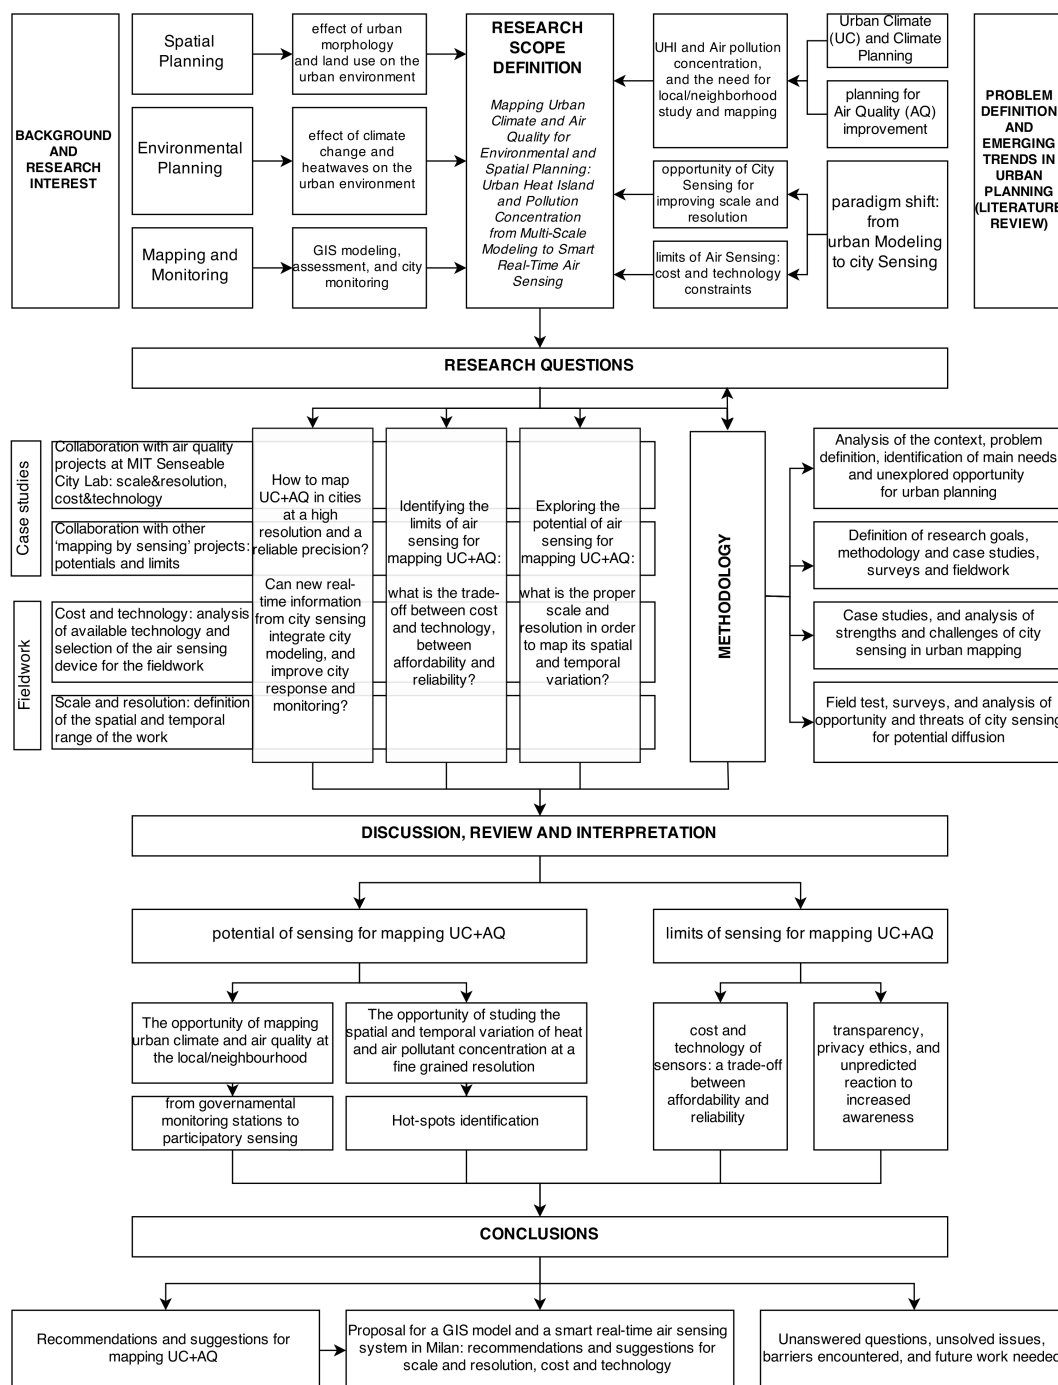 BACKGROUND
AND
RESEARCH
INTEREST
Spatial
Planning
Environmental
Planning
Mapping and
Monitoring
effect of urban
morphology
and land use on the
urban environment
effect of climate
change and
heatwaves on the
urban environment
GIS modeling,
assessment, and city
monitoring
RESEARCH
SCOPE
DEFINITION
Mapping Urban
Climate and Air
Quality for
Environmental and
Spatial Planning:
Urban Heat Island
and Pollution
Concentration
from Multi-Scale
Modeling to Smart
Real-Time Air
Sensing
UHI and Air pollution
concentration,
and the need for
local/neighborhood
study and mapping
opportunity of City
Sensing for
improving scale and
resolution
limits of Air Sensing:
cost and technology
constraints
Urban Climate
(UC) and Climate
Planning
planning for
Air Quality (AQ)
improvement
paradigm shift:
from
urban Modeling
to city Sensing
PROBLEM
DEFINITION
AND
EMERGING
TRENDS IN
URBAN
PLANNING
(LITERATURE
REVIEW)
RESEARCH QUESTIONS
Case studies
Collaboration with air quality
projects at MIT Senseable
City Lab: scale&resolution,
cost&technology
Collaboration with other
‘mapping by sensing’ projects:
potentials and limits
Fieldwork
Cost and technology: analysis
of available technology and
selection of the air sensing
device for the fieldwork
Scale and resolution: definition
of the spatial and temporal
range of the work
How to map
UC+AQ in cities
at a high
resolution and a
reliable precision?
Can new real-
time information
from city sensing
integrate city
modeling, and
improve city
response and
monitoring?
Identifying the
limits of air
sensing for
mapping UC+AQ:
what is the trade-
off between cost
and technology,
between
affordability and
reliability?
Exploring the
potential of air
sensing for
mapping UC+AQ:
what is the proper
scale and
resolution in order
to map its spatial
and temporal
variation?
METHODOLOGY
Analysis of the context, problem
definition, identification of main needs
and unexplored opportunity
for urban planning
Definition of research goals,
methodology and case studies,
surveys and fieldwork
Case studies, and analysis of
strengths and challenges of city
sensing in urban mapping
Field test, surveys, and analysis of
opportunity and threats of city sensing
for potential diffusion
DISCUSSION, REVIEW AND INTERPRETATION
potential of sensing for mapping UC+AQ
limits of sensing for mapping UC+AQ
The opportunity of mapping
urban climate and air quality at
the local/neighbourhood
The opportunity of studing the
spatial and temporal variation of heat
and air pollutant concentration at a
fine grained resolution
from governamental
monitoring stations to
participatory sensing
Hot-spots identification
cost and
technology of
sensors: a trade-off
between
affordability and
reliability
transparency,
privacy ethics, and
unpredicted
reaction to
increased
awareness
CONCLUSIONS
Recommendations and suggestions for
mapping UC+AQ
Proposal for a GIS model and a smart real-time air sensing
system in Milan: recommendations and suggestions for
scale and resolution, cost and technology
Unanswered questions, unsolved issues,
barriers encountered, and future work needed